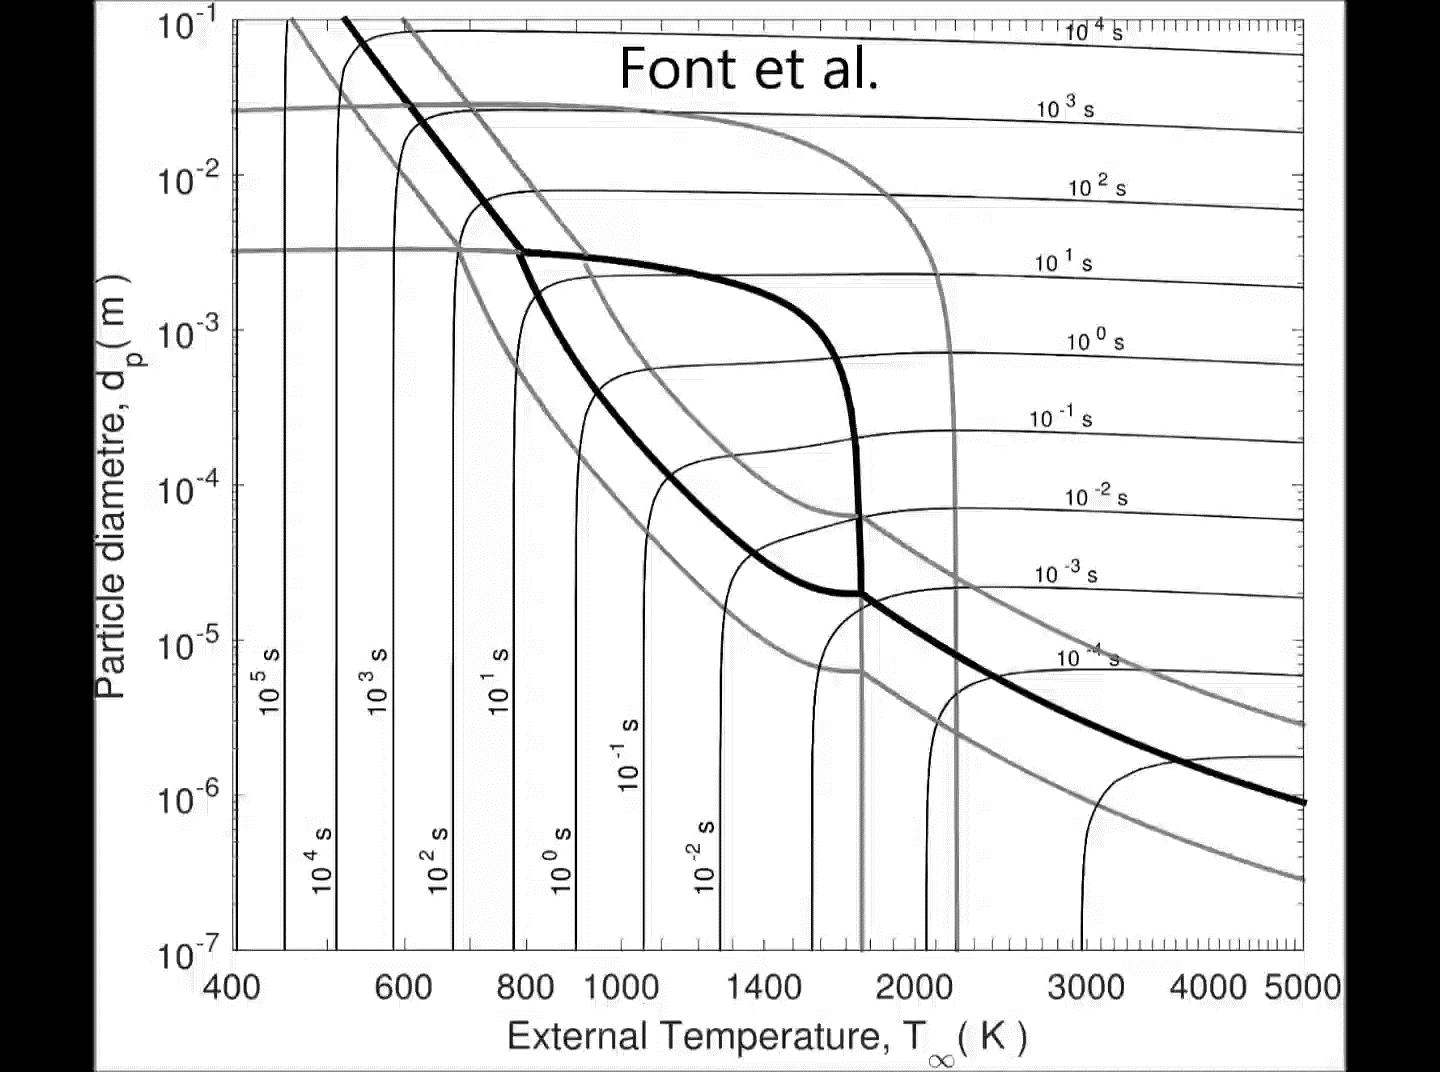 Font et al.
10^-1
10^-2
10^-3
10^-4
10^-5
10^-6
10^-7
Particle diametre, d_p( m )
10^4 s
10^3 s
10^2 s
10^1 s
10^0 s
10^-1 s
10^-2 s
10^-3 s
10^-4 s
10^5 s
10^4 s
10^3 s
10^2 s
10^1 s
10^0 s
10^-1 s
10^-2 s
400 600 800 1000 1400 2000 3000 4000 5000
External Temperature, T_∞( K )